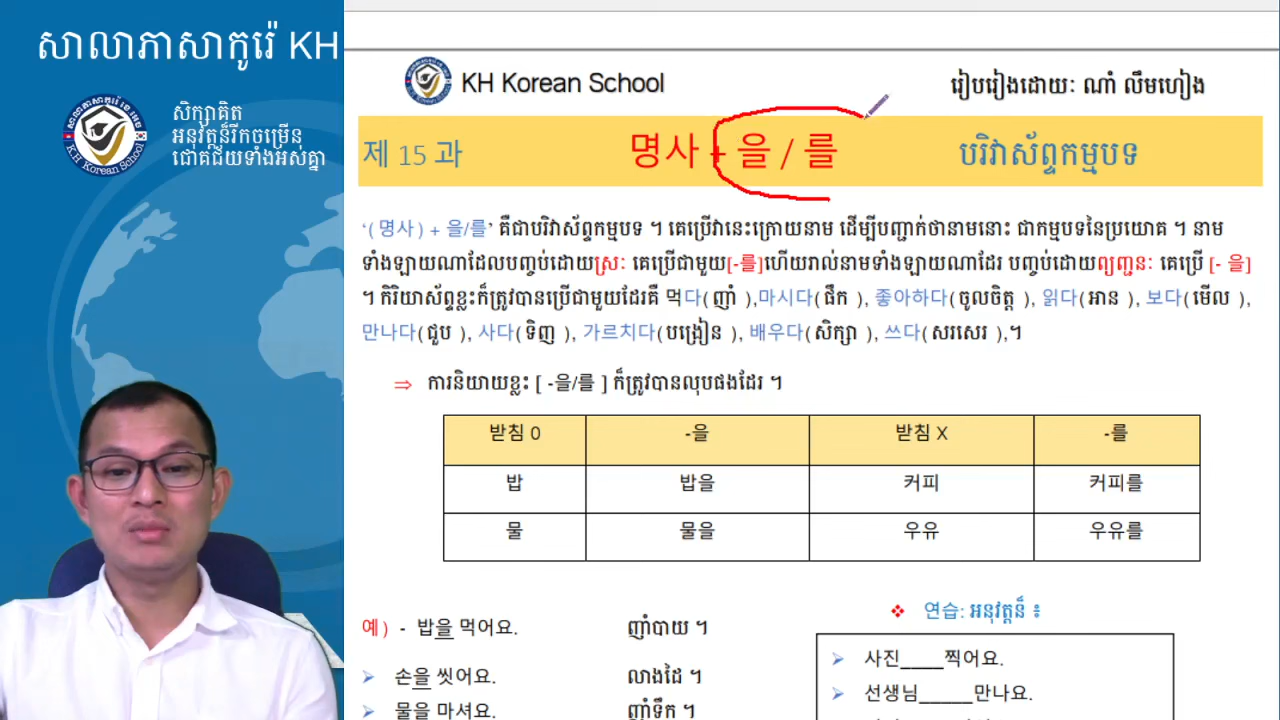 សាលាភាសាកូរ៉េ KH
សិក្សាគិត
អនុវត្តន៏រីកចម្រើន
ជោគជ័យទាំងអស់គ្នា
KH Korean School
រៀបរៀងដោយៈ ណាំ លឹមហៀង
제 15 과
명사 + 을 / 를
បរិវាស័ព្ទកម្មបទ
‘(명사) + 을/를’ គឺជាបរិវាស័ព្ទកម្មបទ ។ គេប្រើវានេះក្រោយនាម ដើម្បីបញ្ជាក់ថានាមនោះ ជាកម្មបទនៃប្រយោគ ។ នាម
ទាំងឡាយណាដែលបញ្ចប់ដោយស្រៈ គេប្រើជាមួយ[-를]ហើយរាល់នាមទាំងឡាយណាដែរ បញ្ចប់ដោយព្យញ្ជនៈ គេប្រើ [- 을]
។ កិរិយាស័ព្ទខ្លះក៏ត្រូវបានប្រើជាមួយដែរគឺ 먹다(ញ៉ាំ ),마시다(ផឹក ), 좋아하다(ចូលចិត្ត ), 읽다(អាន ), 보다(មើល ),
만나다(ជួប ), 사다(ទិញ ), 가르치다(បង្រៀន ), 배우다(សិក្សា ), 쓰다(សរសេរ ),។
⇒ ការនិយាយខ្លះ [ -을/를 ] ក៏ត្រូវបានលុបផងដែរ ។
받침 0 -을 받침 X -를
밥 밥을 커피 커피를
물 물을 우유 우유를
예) - 밥을 먹어요. ញ៉ាំបាយ ។
➢ 손을 씻어요. លាងដៃ ។
➢ 물을 마셔요. ញ៉ាំទឹក ។
❖ 연습: អនុវត្តន៏ ៖
➢ 사진____찍어요.
➢ 선생님_____만나요.